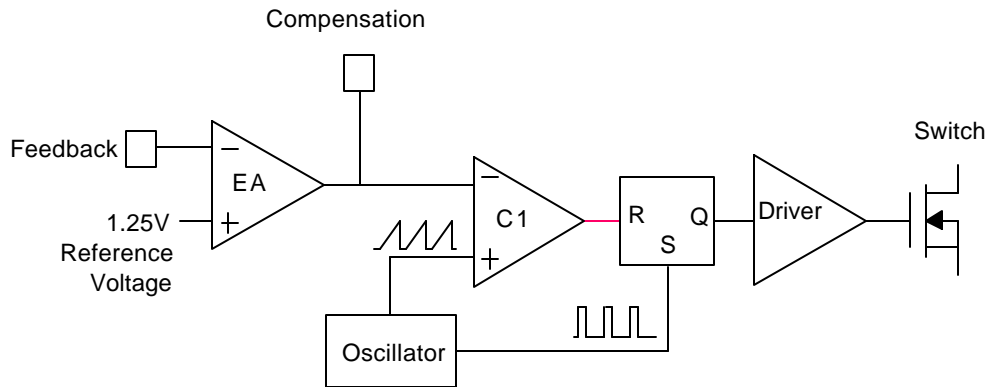 Compensation
Feedback
−
EA
+
1.25V
Reference
Voltage
−
C1
+
Oscillator
R
Q
S
Driver
Switch